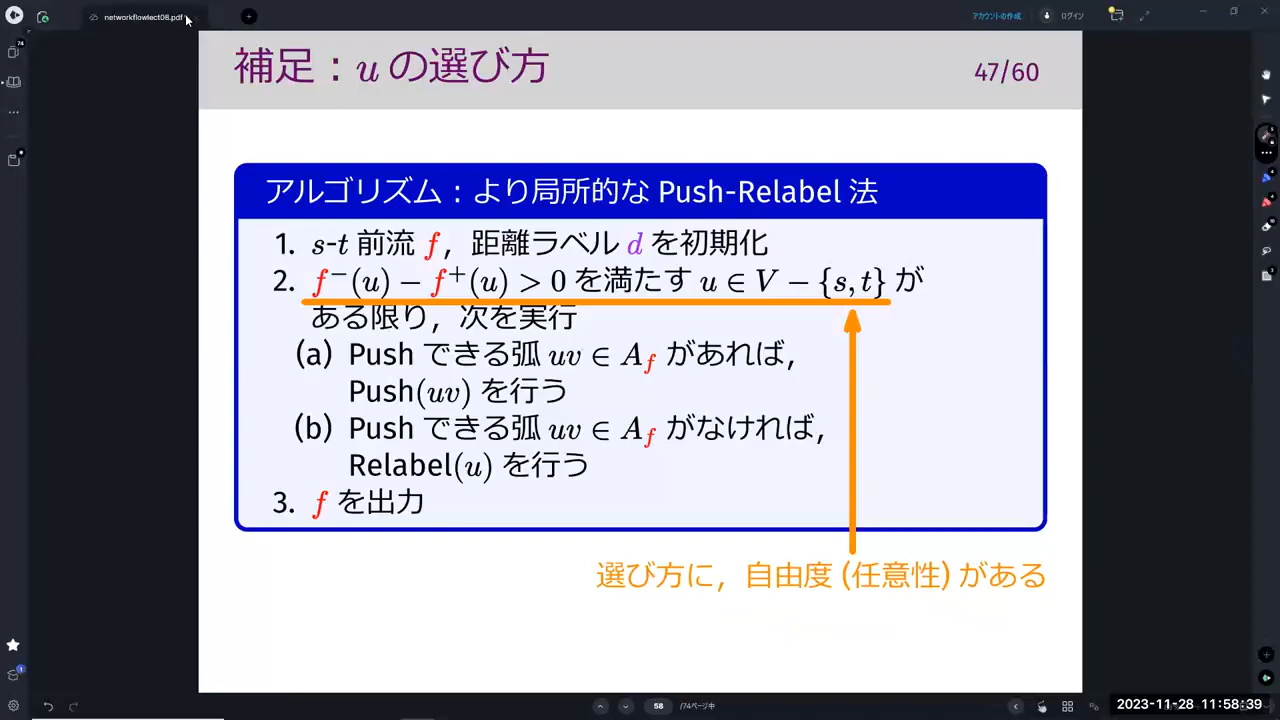 networkflowlect08.pdf
アカウントの作成
ログイン
74
補足：u の選び方
47/60
アルゴリズム：より局所的な Push-Relabel 法
1. s-t 前流 f，距離ラベル d を初期化
2. f⁻(u) − f⁺(u) > 0 を満たす u ∈ V − {s, t} が
ある限り，次を実行
(a) Push できる弧 uv ∈ A_f があれば，
Push(uv) を行う
(b) Push できる弧 uv ∈ A_f がなければ，
Relabel(u) を行う
3. f を出力
選び方に，自由度 (任意性) がある
1
58
/74ページ中
2023-11-28 11:58:39